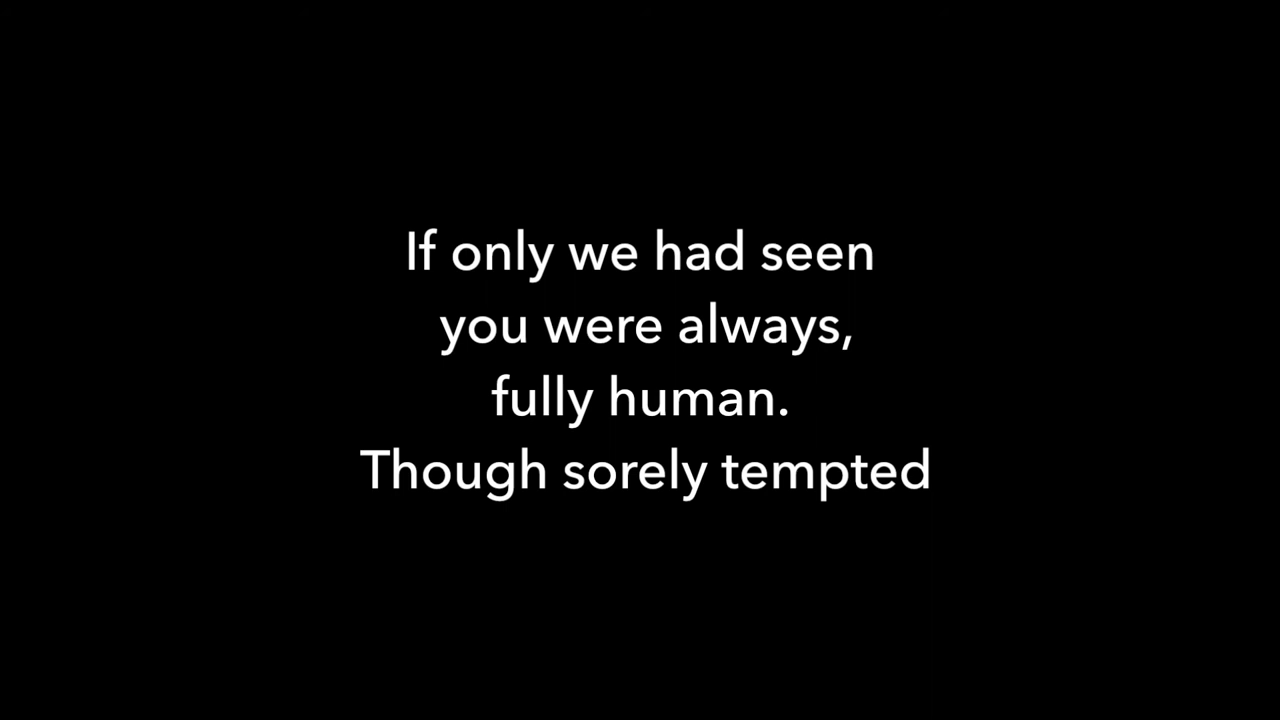 If only we had seen
you were always,
fully human.
Though sorely tempted